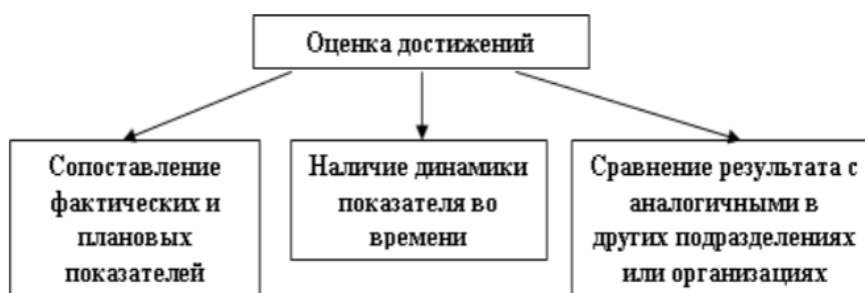 Оценка достижений
Сопоставление
фактических и
плановых
показателей
Наличие динамики
показателя во
времени
Сравнение результата с
аналогичными в
других подразделениях
или организациях